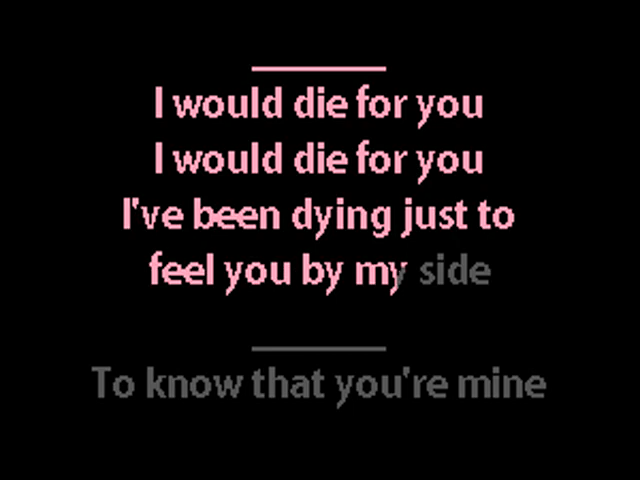 I would die for you
I would die for you
I've been dying just to
feel you by my side
To know that you're mine